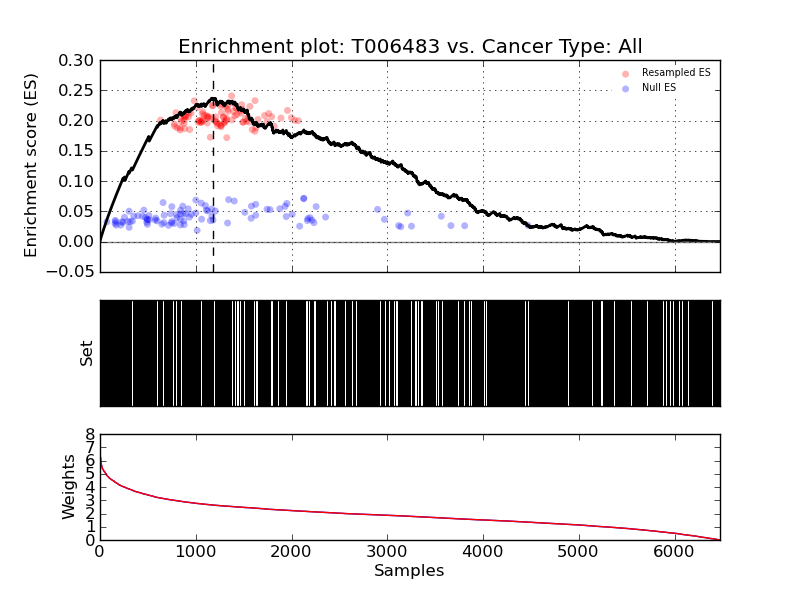 Enrichment plot: T006483 vs. Cancer Type: All
Enrichment score (ES)
0.30
0.25
0.20
0.15
0.10
0.05
0.00
−0.05
Resampled ES
Null ES
Set
Weights
8
7
6
5
4
3
2
1
0
0 1000 2000 3000 4000 5000 6000
Samples